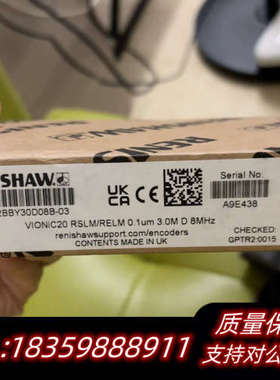 RENISHAW
SHAW.
Serial No.
2BBY30D08B-03
A9E438
UK
CA
VIONiC20 RSLM/RELM 0.1um 3.0M D 8MHz
renishawsupport.com/encoders
CONTENTS MADE IN UK
CHECKED:
GPTR2:0015
质量保
:18359888911
支持对公